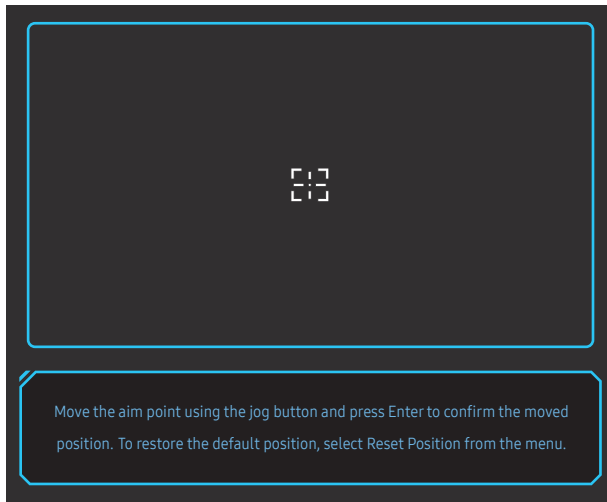 Move the aim point using the jog button and press Enter to confirm the moved
position. To restore the default position, select Reset Position from the menu.